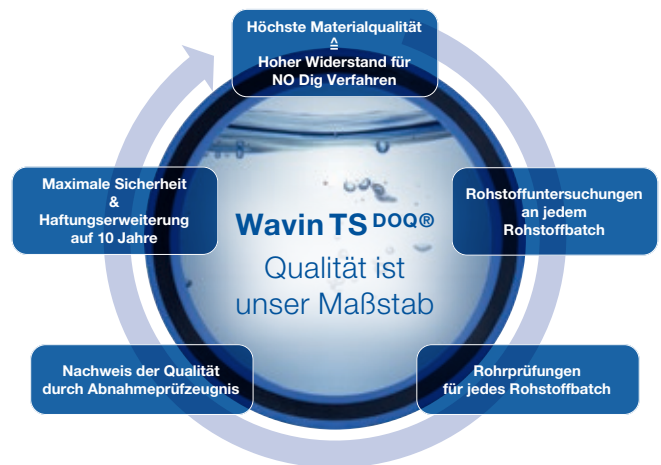 Höchste Materialqualität
≙
Hoher Widerstand für
NO Dig Verfahren
Rohstoffuntersuchungen
an jedem
Rohstoffbatch
Rohrprüfungen
für jedes Rohstoffbatch
Nachweis der Qualität
durch Abnahmeprüfzeugnis
Maximale Sicherheit
&
Haftungserweiterung
auf 10 Jahre
Wavin TS DOQ®
Qualität ist
unser Maßstab